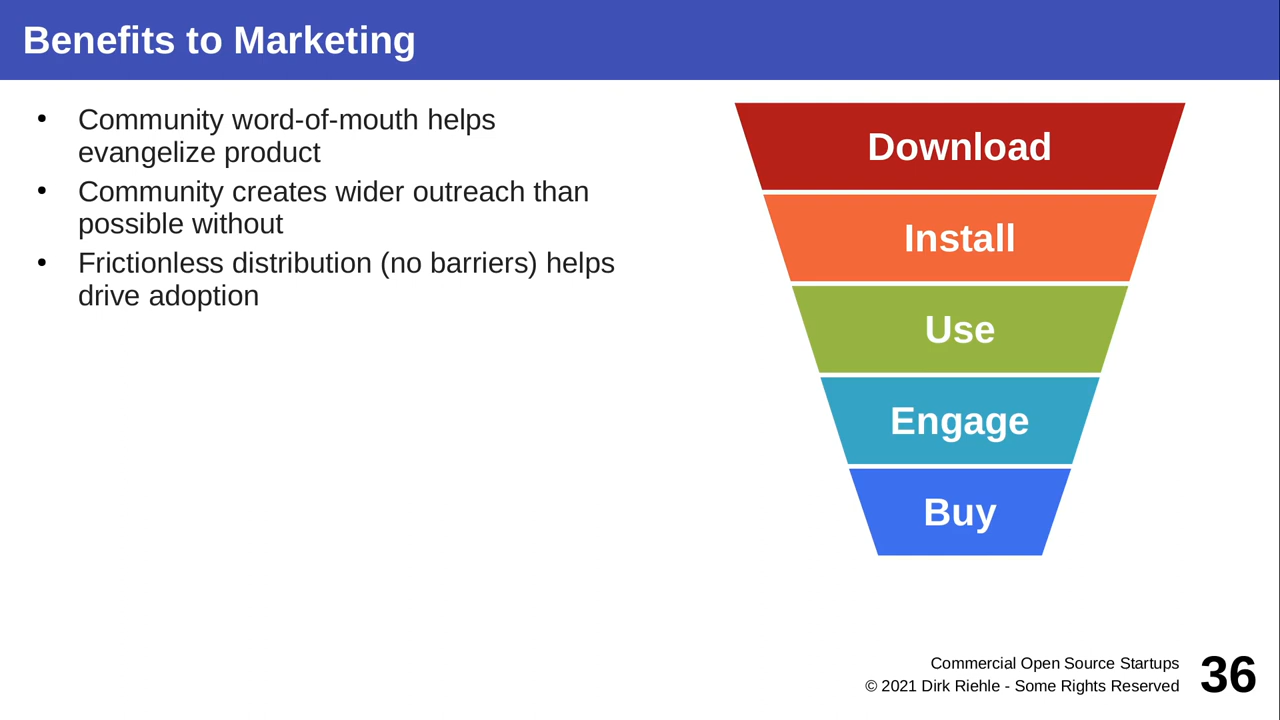 Benefits to Marketing
• Community word-of-mouth helps
evangelize product
• Community creates wider outreach than
possible without
• Frictionless distribution (no barriers) helps
drive adoption
Download
Install
Use
Engage
Buy
Commercial Open Source Startups
© 2021 Dirk Riehle - Some Rights Reserved
36